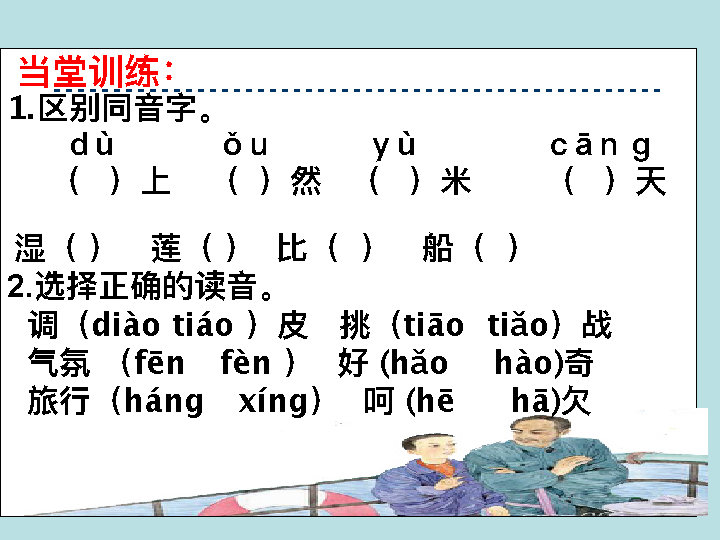 当堂训练：
1.区别同音字。
dù ǒu yù cāng
（ ）上 （ ）然 （ ）米 （ ）天
湿（ ） 莲（ ） 比（ ） 船（ ）
2.选择正确的读音。
调（diào tiáo ）皮 挑（tiāo tiǎo）战
气氛 （fēn fèn ） 好 (hǎo hào)奇
旅行（háng xíng） 呵 (hē hā)欠